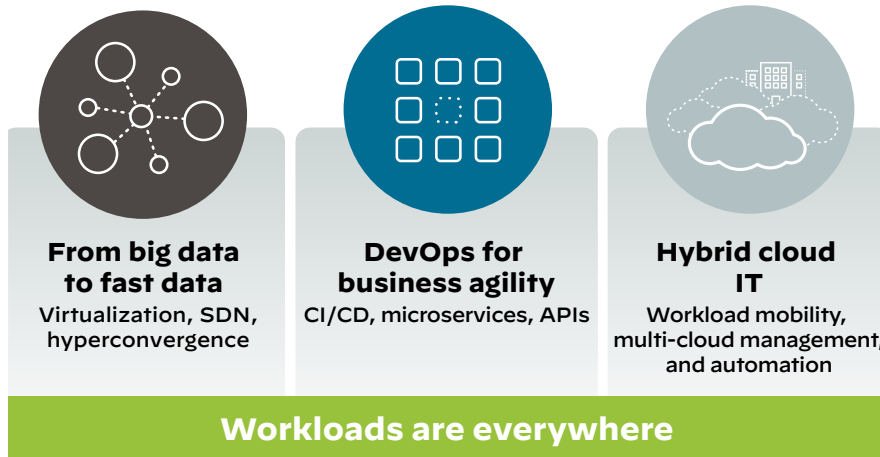 From big data
to fast data
Virtualization, SDN,
hyperconvergence
DevOps for
business agility
CI/CD, microservices, APIs
Hybrid cloud
IT
Workload mobility,
multi-cloud management,
and automation
Workloads are everywhere